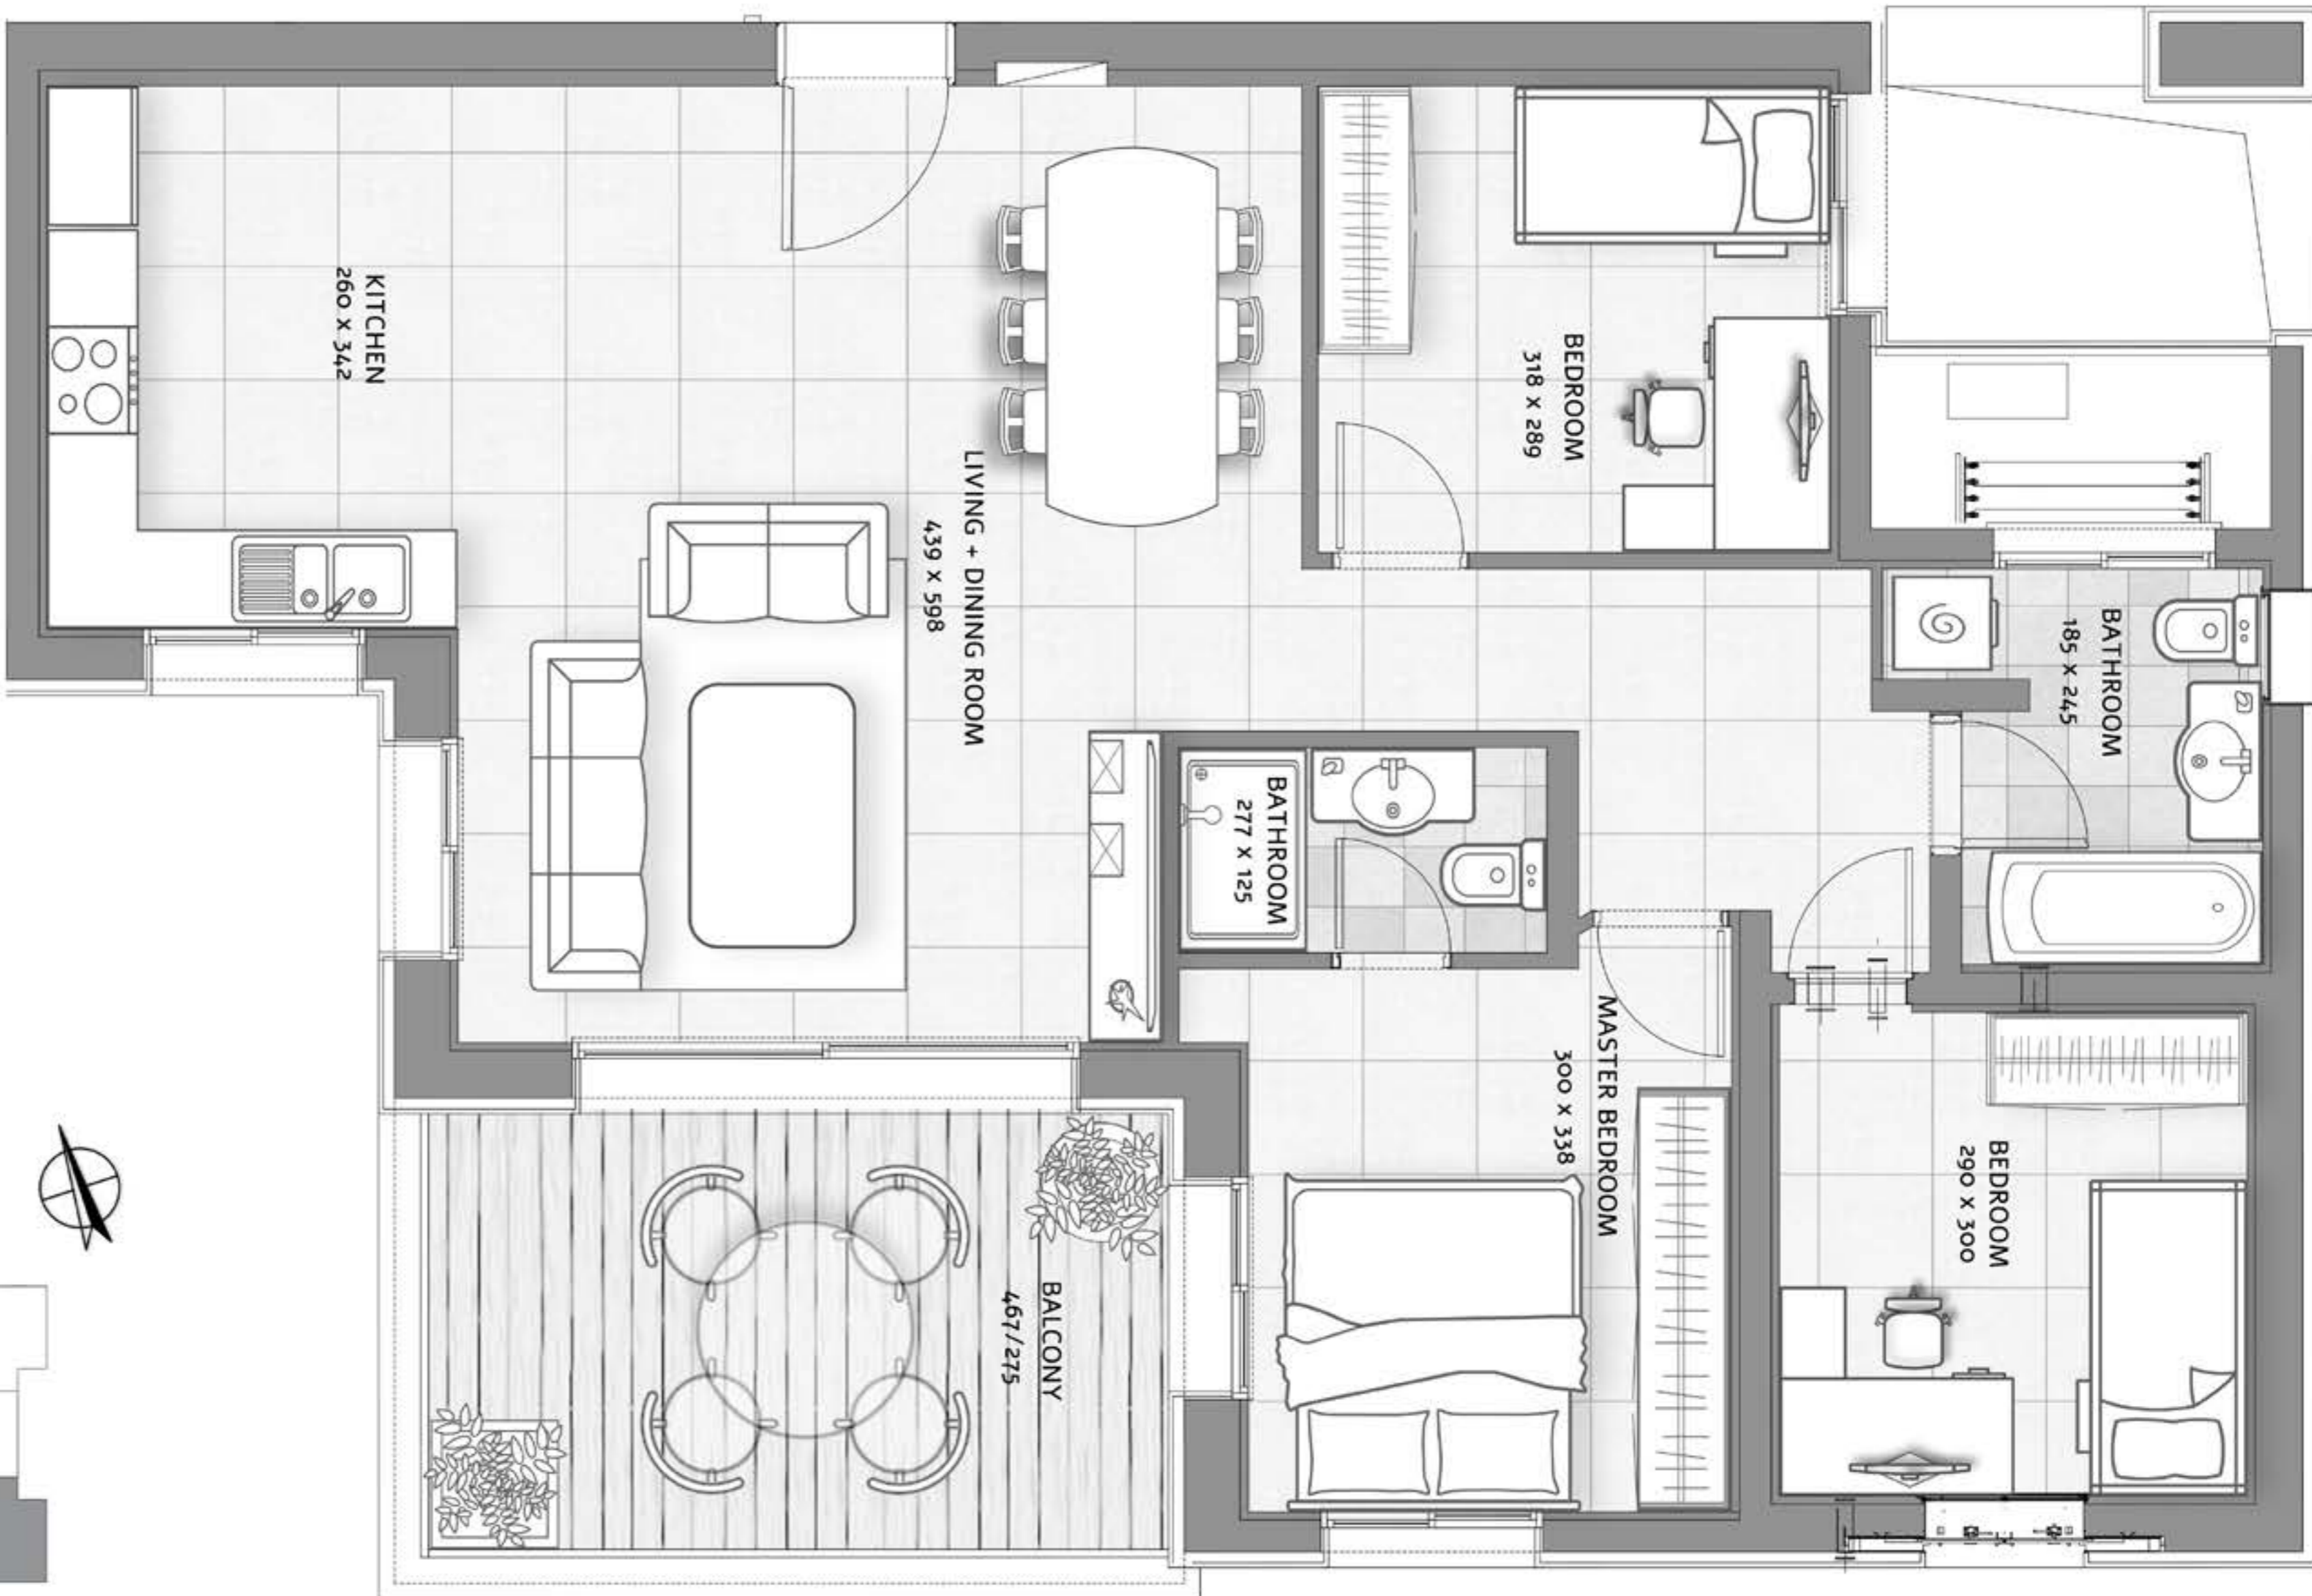 KITCHEN
260 x 342
LIVING + DINING ROOM
439 x 598
BEDROOM
318 x 289
BATHROOM
185 x 245
BATHROOM
277 x 125
MASTER BEDROOM
300 x 338
BEDROOM
290 x 300
BALCONY
467/275